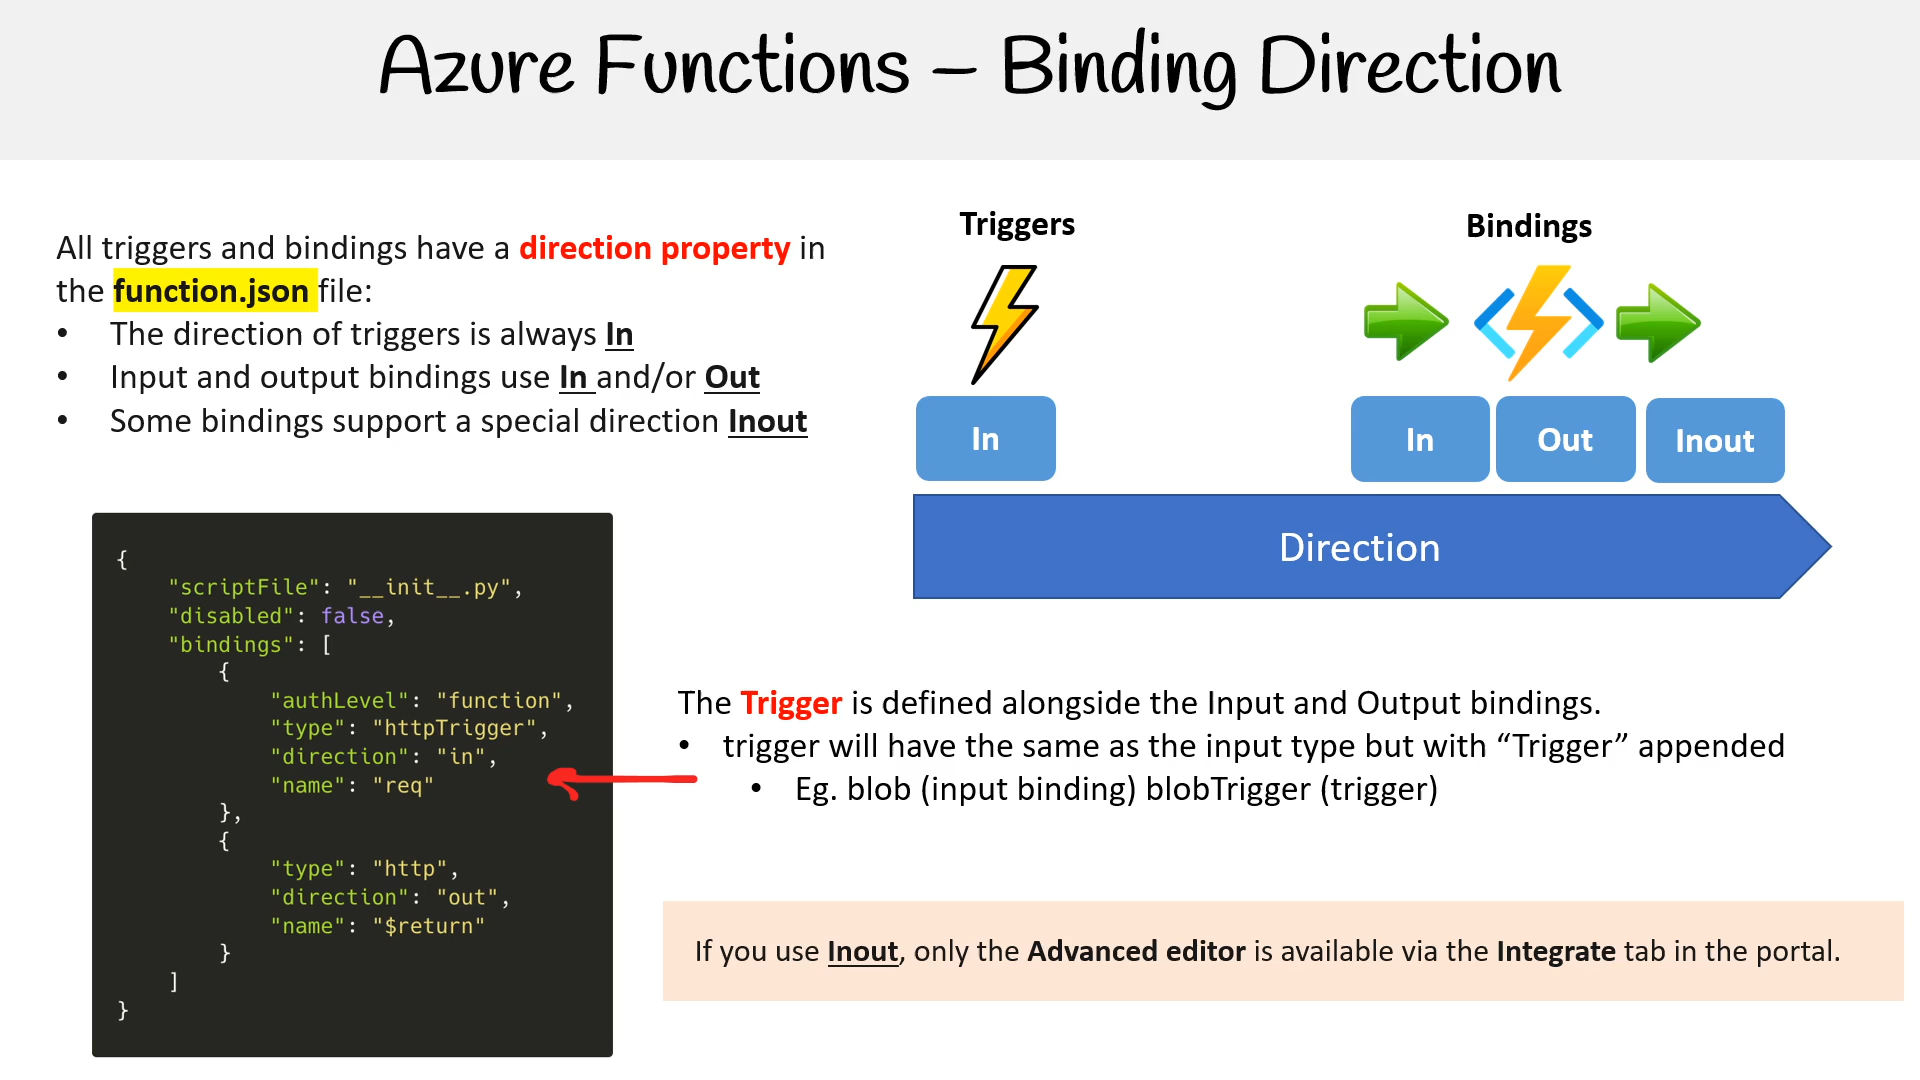 Azure Functions – Binding Direction
All triggers and bindings have a direction property in
the function.json file:
• The direction of triggers is always In
• Input and output bindings use In and/or Out
• Some bindings support a special direction Inout
Triggers
Bindings
In
In
Out
Inout
Direction
{
    "scriptFile": "__init__.py",
    "disabled": false,
    "bindings": [
        {
            "authLevel": "function",
            "type": "httpTrigger",
            "direction": "in",
            "name": "req"
        },
        {
            "type": "http",
            "direction": "out",
            "name": "$return"
        }
    ]
}
The Trigger is defined alongside the Input and Output bindings.
• trigger will have the same as the input type but with “Trigger” appended
• Eg. blob (input binding) blobTrigger (trigger)
If you use Inout, only the Advanced editor is available via the Integrate tab in the portal.